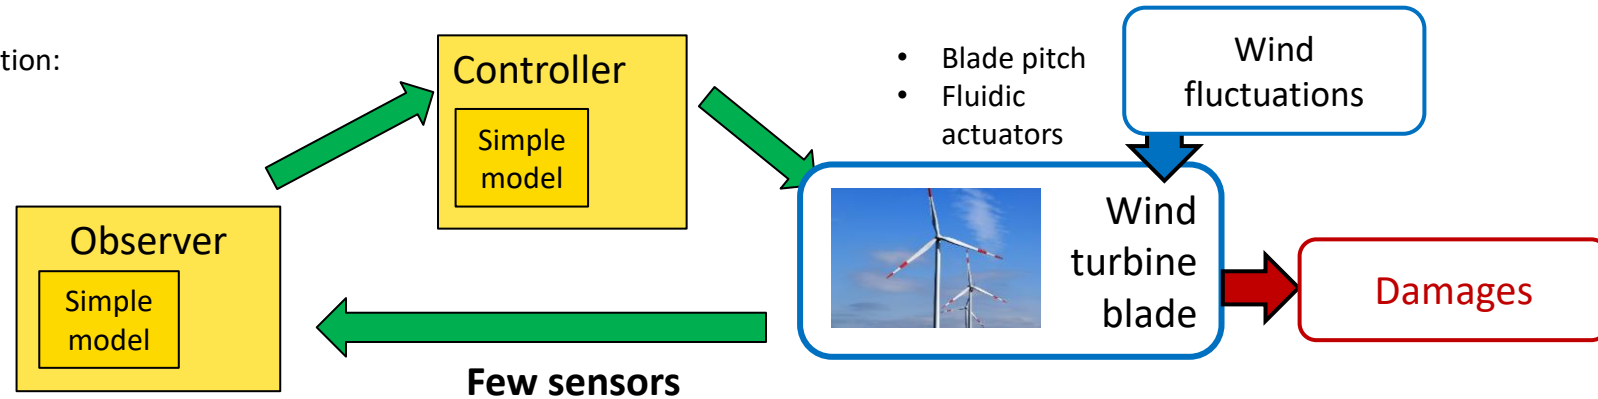 tion:
Controller
Simple
model
• Blade pitch
• Fluidic
actuators
Wind
fluctuations
Observer
Simple
model
Few sensors
Wind
turbine
blade
Damages